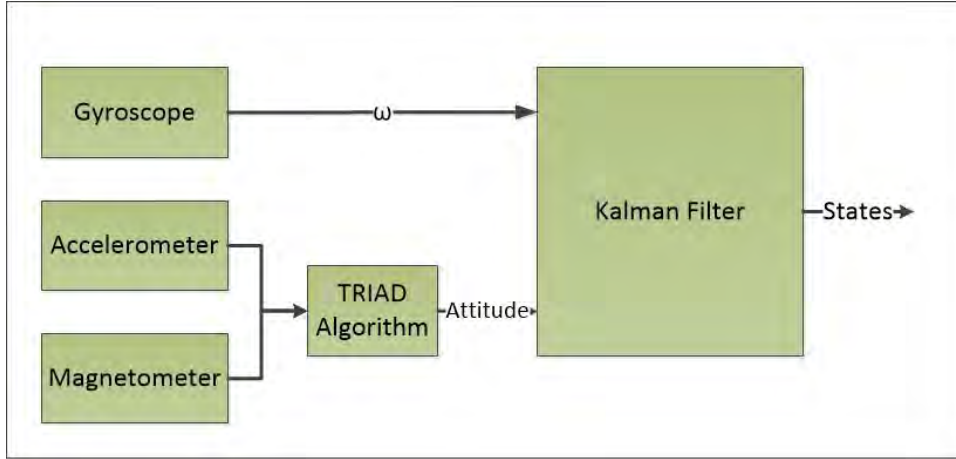 Gyroscope
ω
Accelerometer
Magnetometer
TRIAD
Algorithm
Attitude
Kalman Filter
States